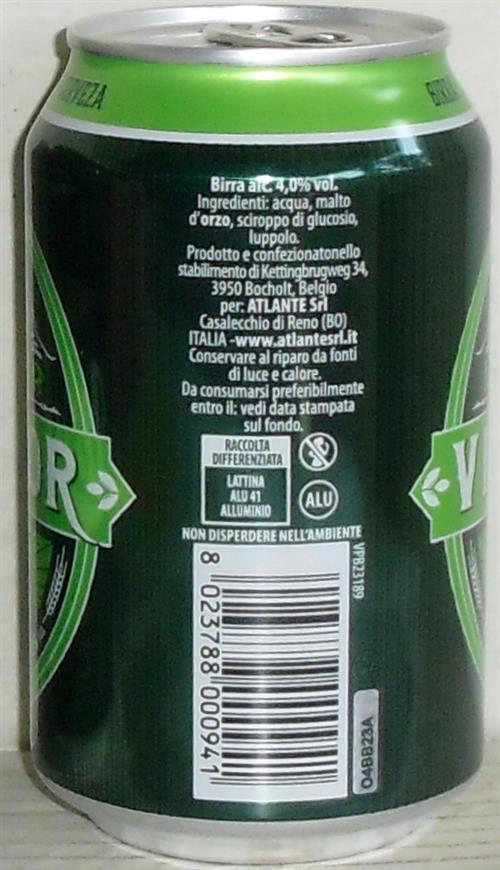 Birra alc. 4,0% vol.
Ingredienti: acqua, malto
d'orzo, sciroppo di glucosio,
luppolo.
Prodotto e confezionatonello
stabilimento di Kettingbrugweg 34,
3950 Bocholt, Belgio
per: ATLANTE Srl
Casalecchio di Reno (BO)
ITALIA -www.atlantesrl.it
Conservare al riparo da fonti
di luce e calore.
Da consumarsi preferibilmente
entro il: vedi data stampata
sul fondo.
RACCOLTA
DIFFERENZIATA
LATTINA
ALU 41
ALLUMINIO
ALU
NON DISPERDERE NELL'AMBIENTE
VPB23189
8 023788 000941
04BB23A